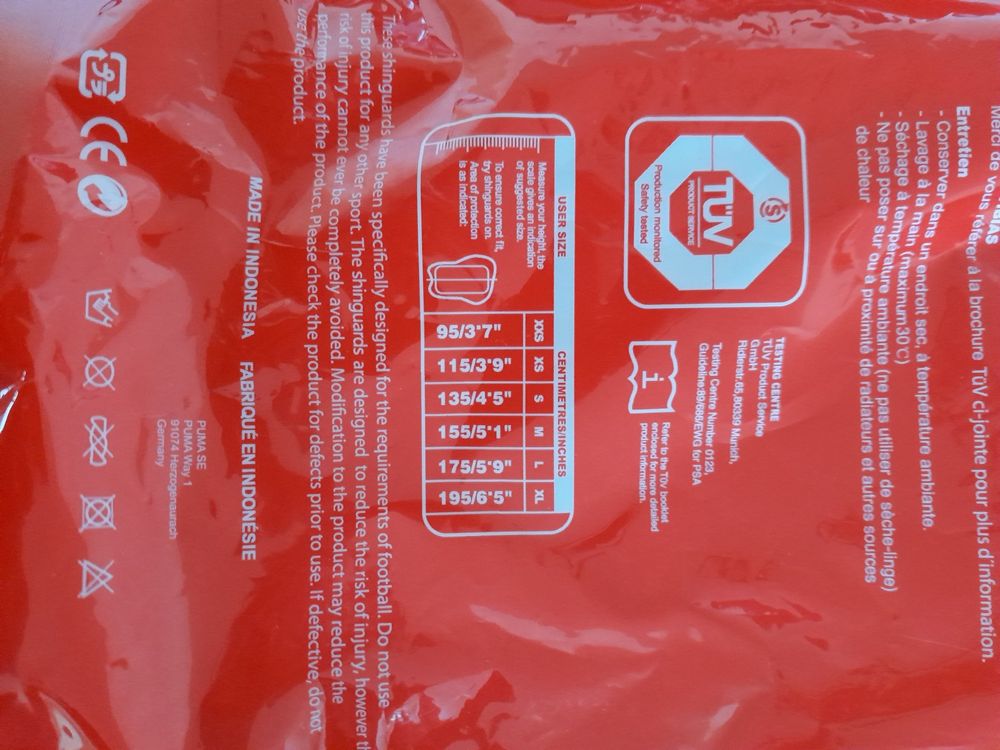 Merci de vous référer à la brochure TüV ci-jointe pour plus d'information.
Entretien
- Conserver dans un endroit sec, à température ambiante.
- Lavage à la main (maximum30°C)
- Séchage à température ambiante (ne pas utiliser de sèche-linge)
- Ne pas poser sur ou à proximité de radiateurs et autres sources
de chaleur
TÜV
PRODUCT SERVICE
Production monitored
Safety tested
TESTING CENTRE
TÜV Product Service
GmbH
Ridlerstr.65,80339 Munich,
Testing Centre Number 0123,
Guideline:89/686/EWG for PSA
i
Refer to the TÜV booklet
enclosed for more detailed
product information.
USER SIZE
CENTIMETRES/INCHES
Measure your height, the
scale gives an indication
of suggested size.
To ensure correct fit,
try shinguards on.
Area of protection
is as indicated:
XXS XS S M L XL
95/3'7" 115/3'9" 135/4'5" 155/5'1" 175/5'9" 195/6'5"
These shinguards have been specifically designed for the requirements of football. Do not use
this product for any other sport. The shinguards are designed to reduce the risk of injury, however
risk of injury cannot ever be completely avoided. Modification to the product may reduce the
performance of the product. Please check the product for defects prior to use. If defective, do not
use the product.
MADE IN INDONESIA FABRIQUÉ EN INDONÉSIE
PUMA SE
PUMA Way 1
91074 Herzogenaurach
Germany
CE